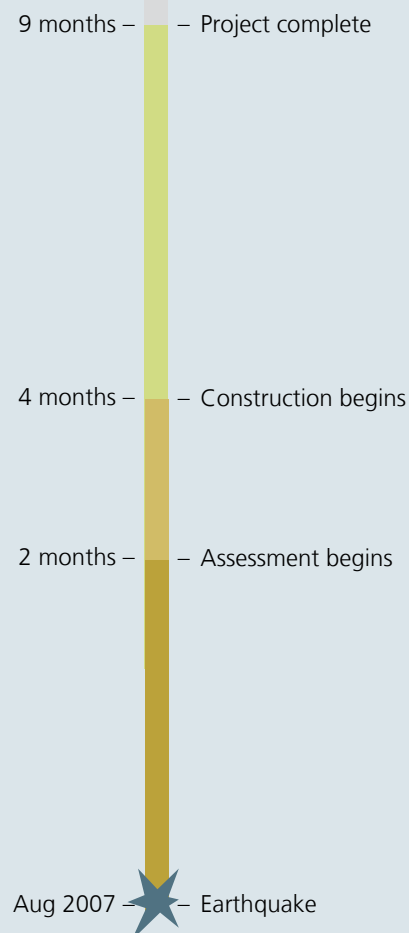 9 months – – Project complete
4 months – – Construction begins
2 months – – Assessment begins
Aug 2007 – – Earthquake